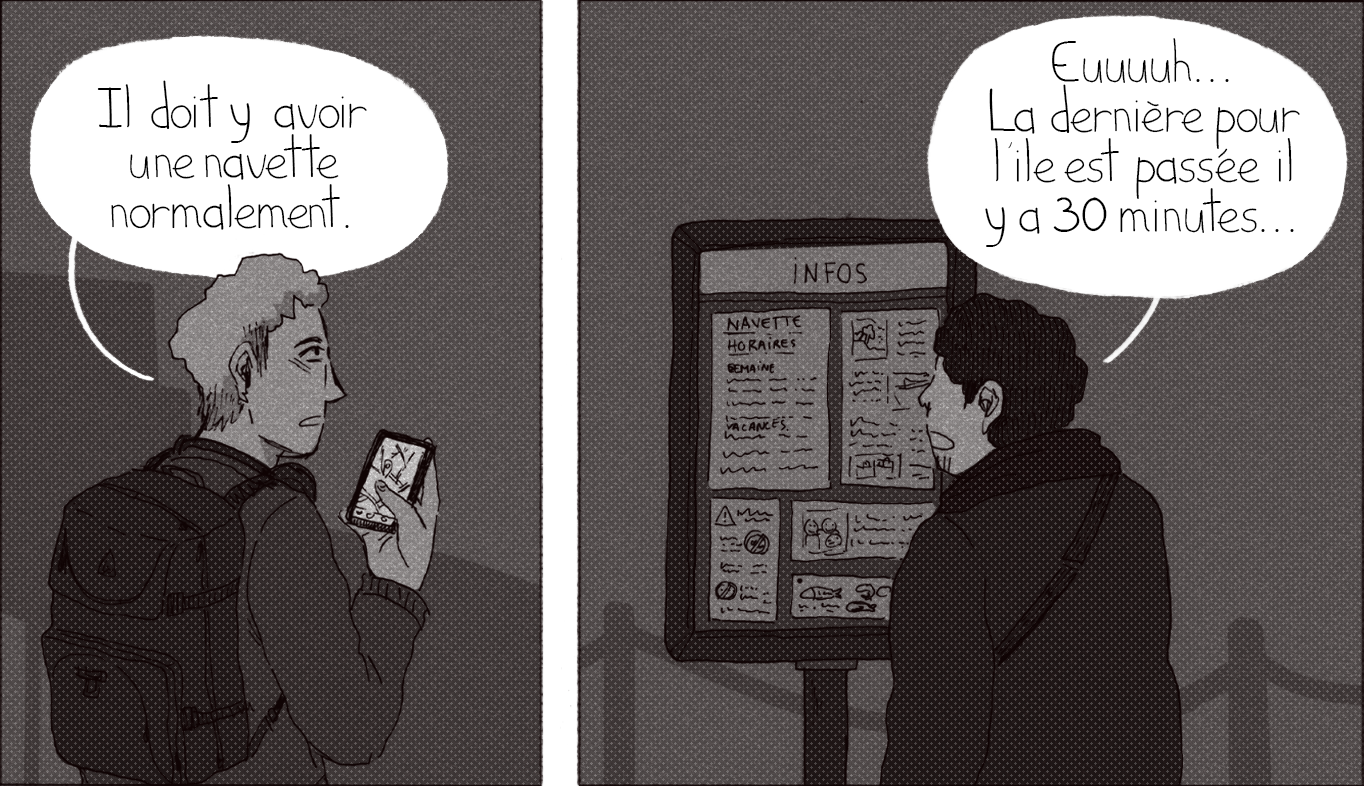 Il doit y avoir
une navette
normalement.
Euuuuh...
La dernière pour
l'ile est passée il
y a 30 minutes...
INFOS
NAVETTE
HORAIRES
SEMAINE
VACANCES